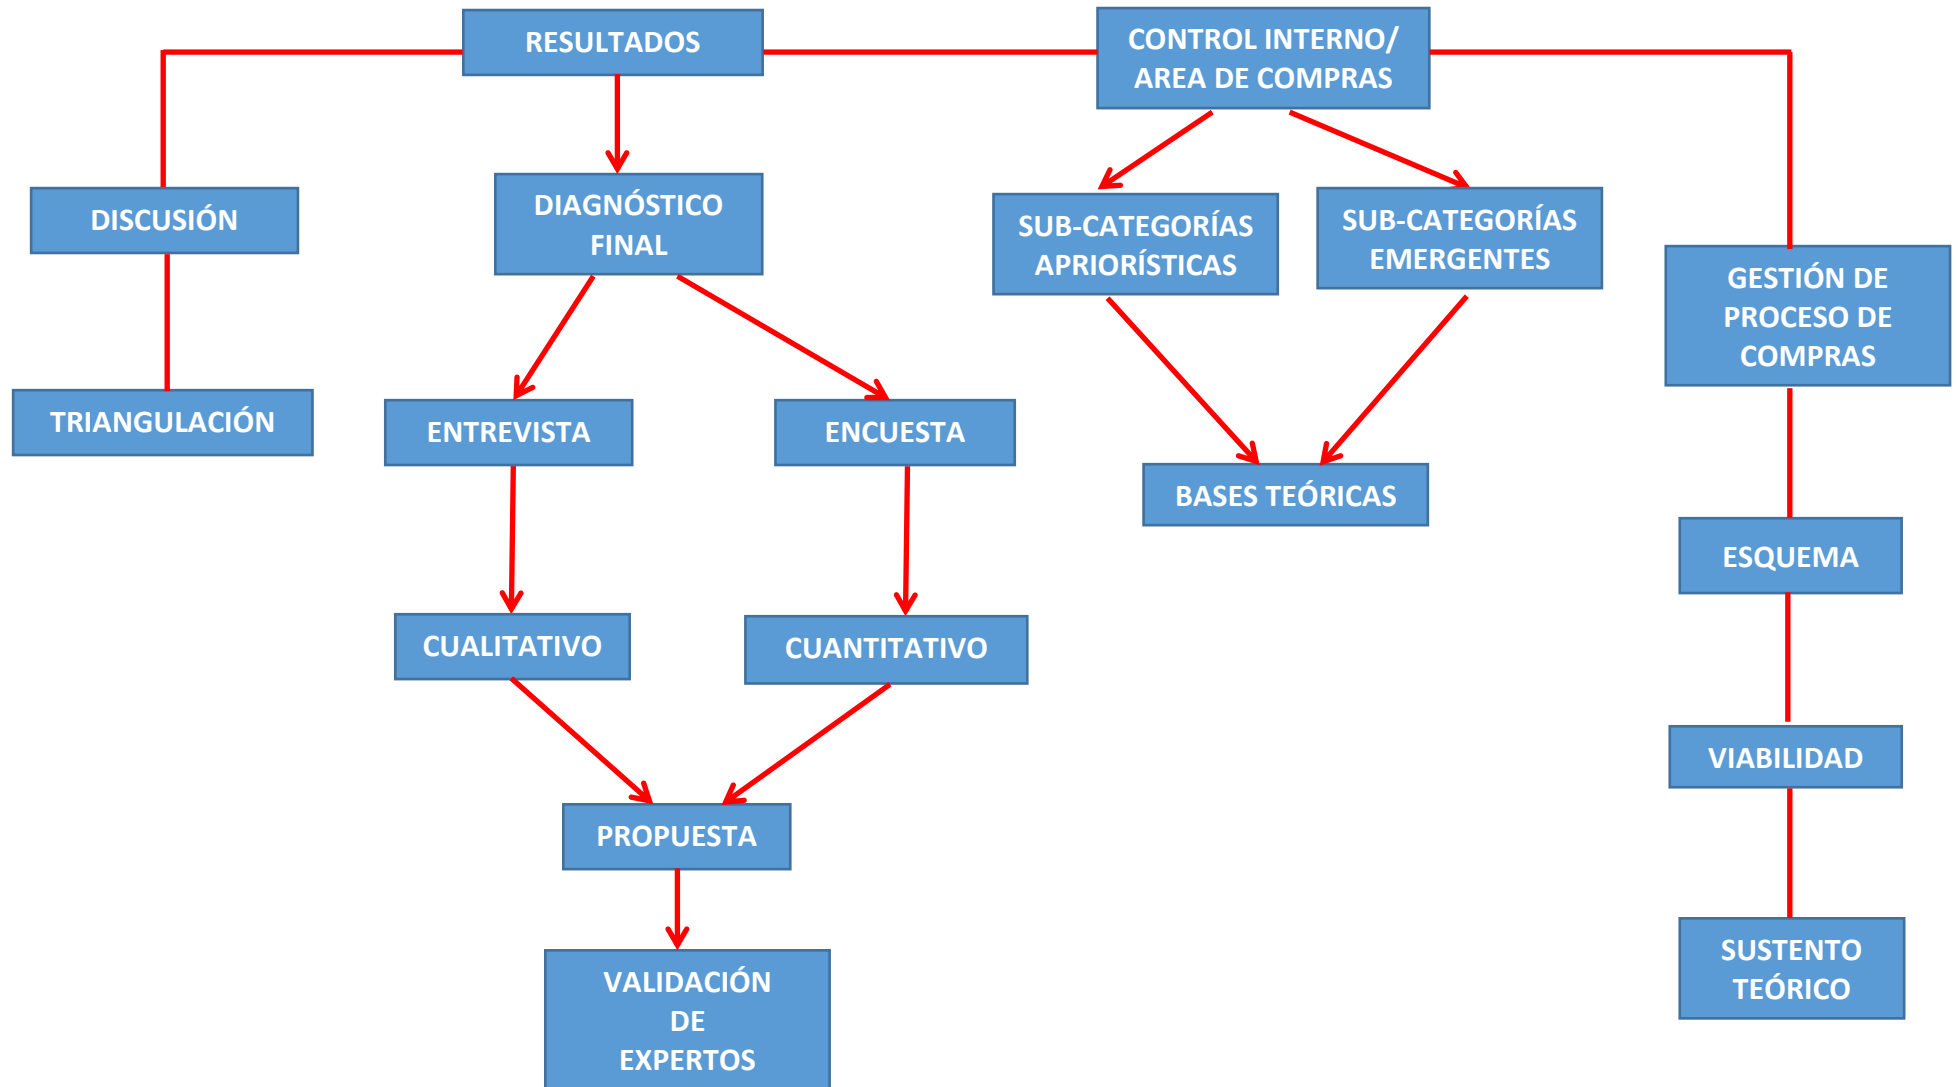 RESULTADOS
CONTROL INTERNO/
AREA DE COMPRAS
DISCUSIÓN
DIAGNÓSTICO
FINAL
SUB-CATEGORÍAS
APRIORÍSTICAS
SUB-CATEGORÍAS
EMERGENTES
GESTIÓN DE
PROCESO DE
COMPRAS
TRIANGULACIÓN
ENTREVISTA
ENCUESTA
BASES TEÓRICAS
ESQUEMA
CUALITATIVO
CUANTITATIVO
VIABILIDAD
PROPUESTA
SUSTENTO
TEÓRICO
VALIDACIÓN
DE
EXPERTOS